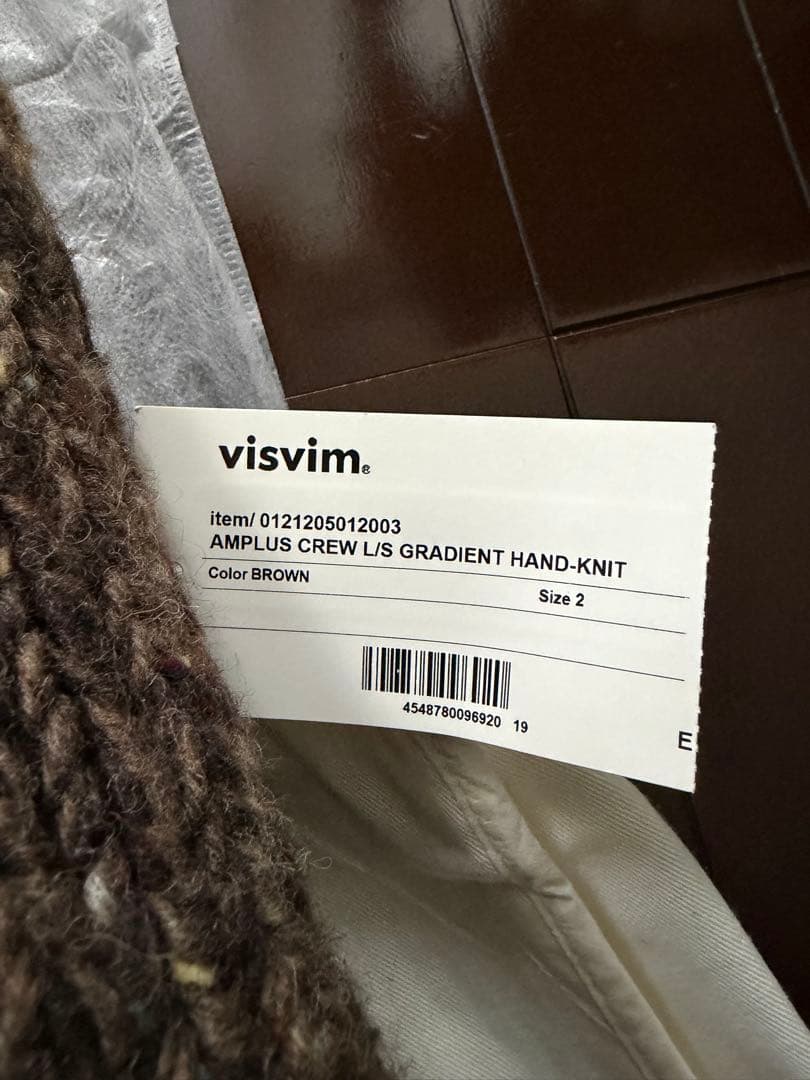 visvim®
item/ 0121205012003
AMPLUS CREW L/S GRADIENT HAND-KNIT
Color BROWN Size 2
4548780096920 19
E